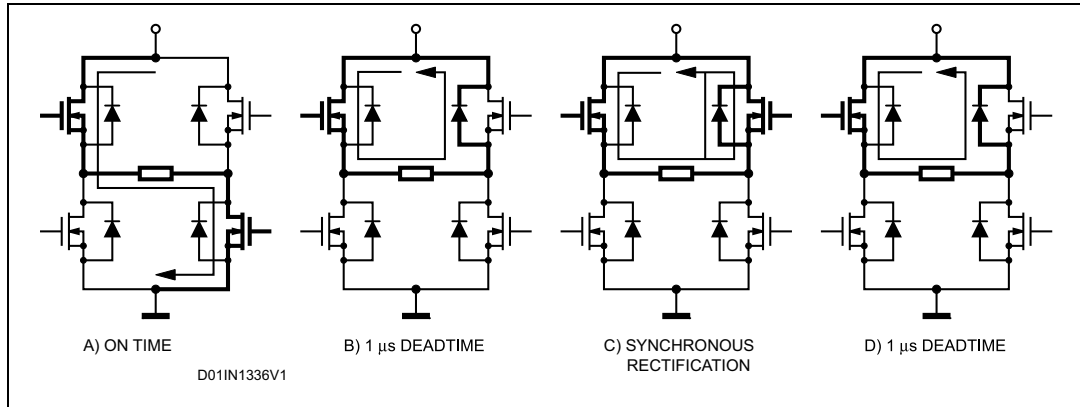 A) ON TIME
B) 1 μs DEADTIME
C) SYNCHRONOUS
RECTIFICATION
D) 1 μs DEADTIME
D01IN1336V1